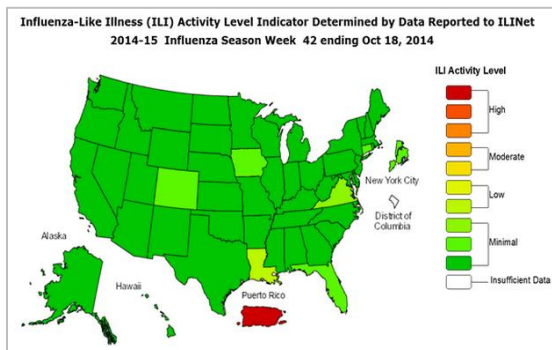 Influenza-Like Illness (ILI) Activity Level Indicator Determined by Data Reported to ILINet
2014-15 Influenza Season Week 42 ending Oct 18, 2014
ILI Activity Level
High
Moderate
New York City
Low
District of
Columbia
Minimal
Alaska
Hawaii
Insufficient Data
Puerto Rico